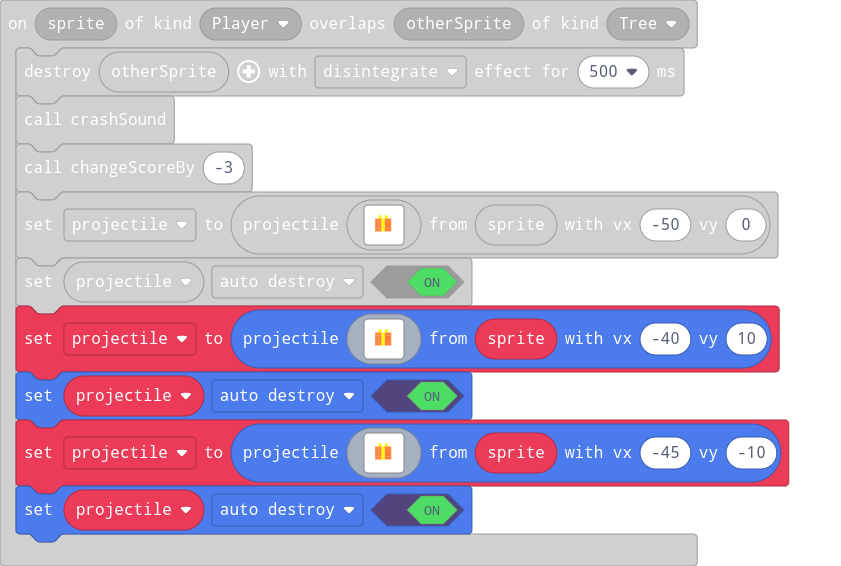 on sprite of kind Player overlaps otherSprite of kind Tree
destroy otherSprite with disintegrate effect for 500 ms
call crashSound
call changeScoreBy -3
set projectile to projectile from sprite with vx -50 vy 0
set projectile auto destroy ON
set projectile to projectile from sprite with vx -40 vy 10
set projectile auto destroy ON
set projectile to projectile from sprite with vx -45 vy -10
set projectile auto destroy ON